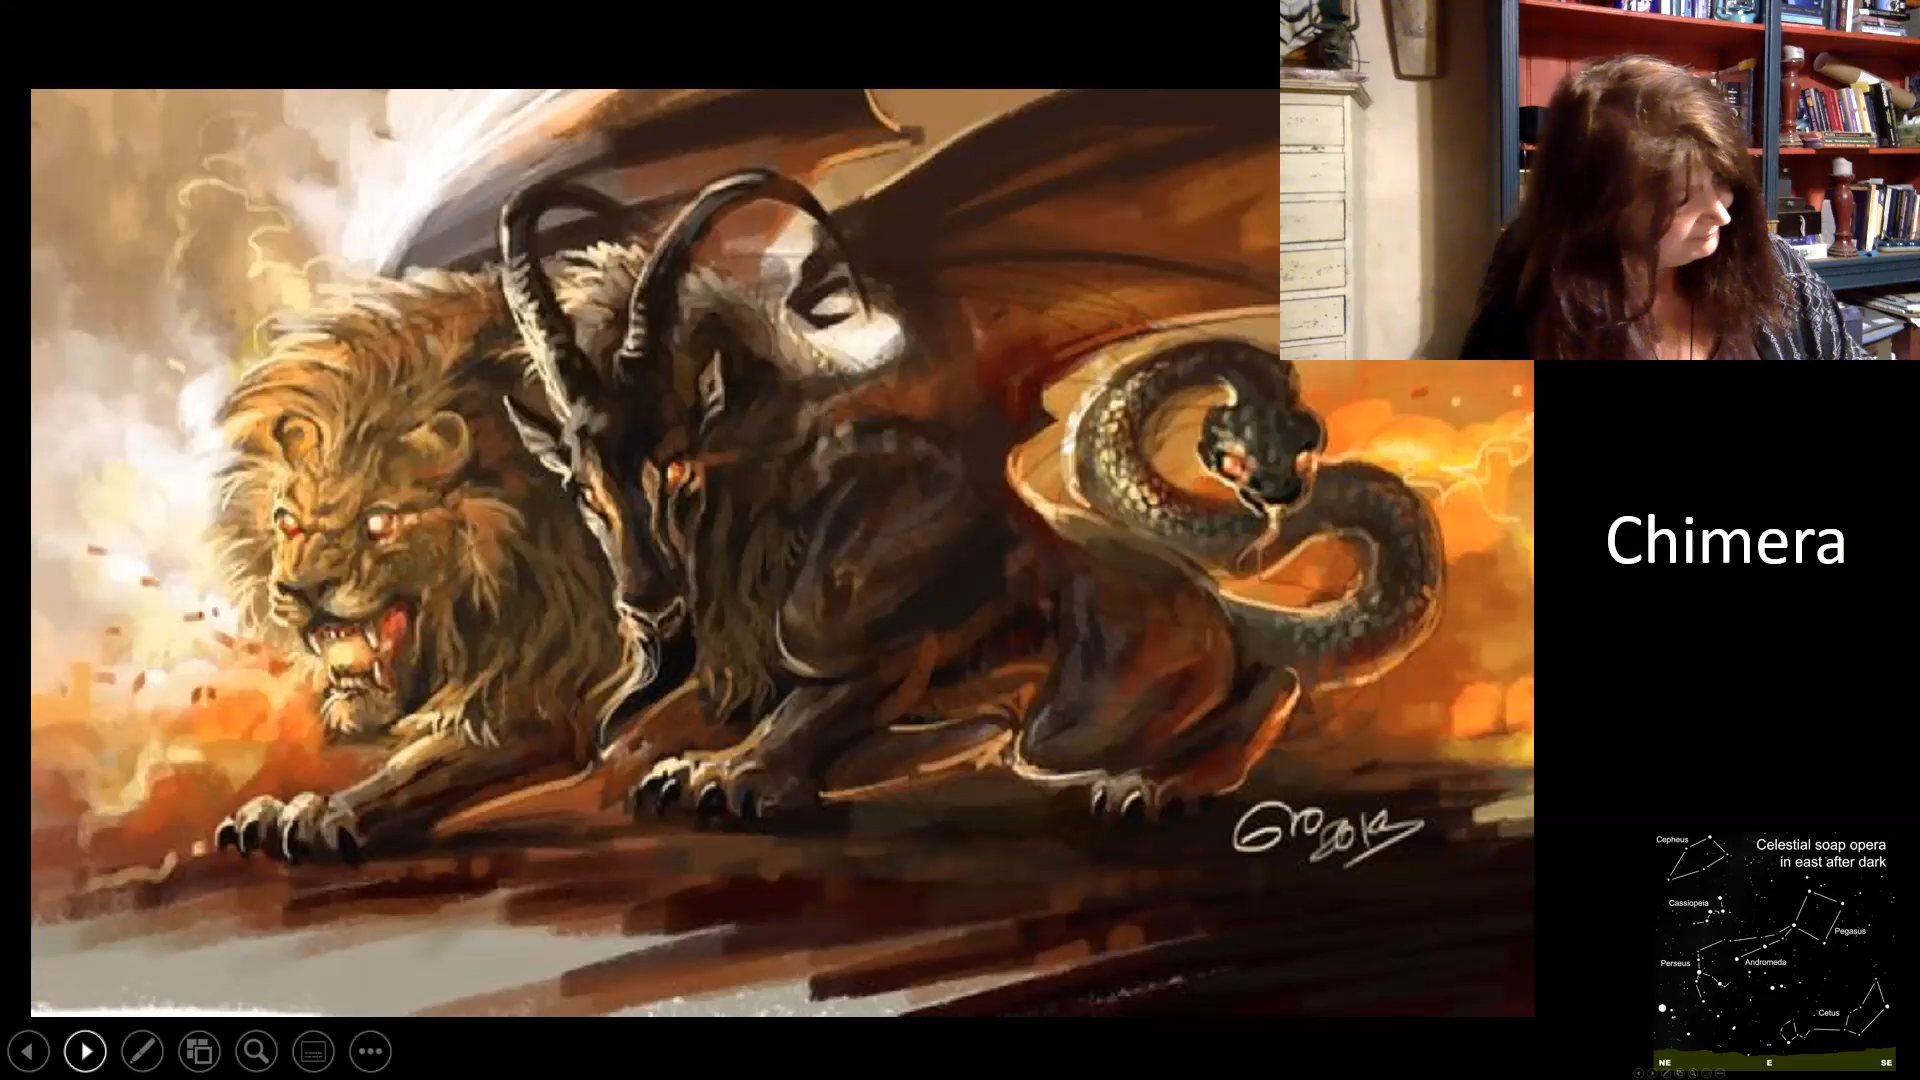 Chimera
Celestial soap opera
in east after dark
Cepheus
Cassiopeia
Pegasus
Perseus
Andromeda
Cetus
NE
E
SE